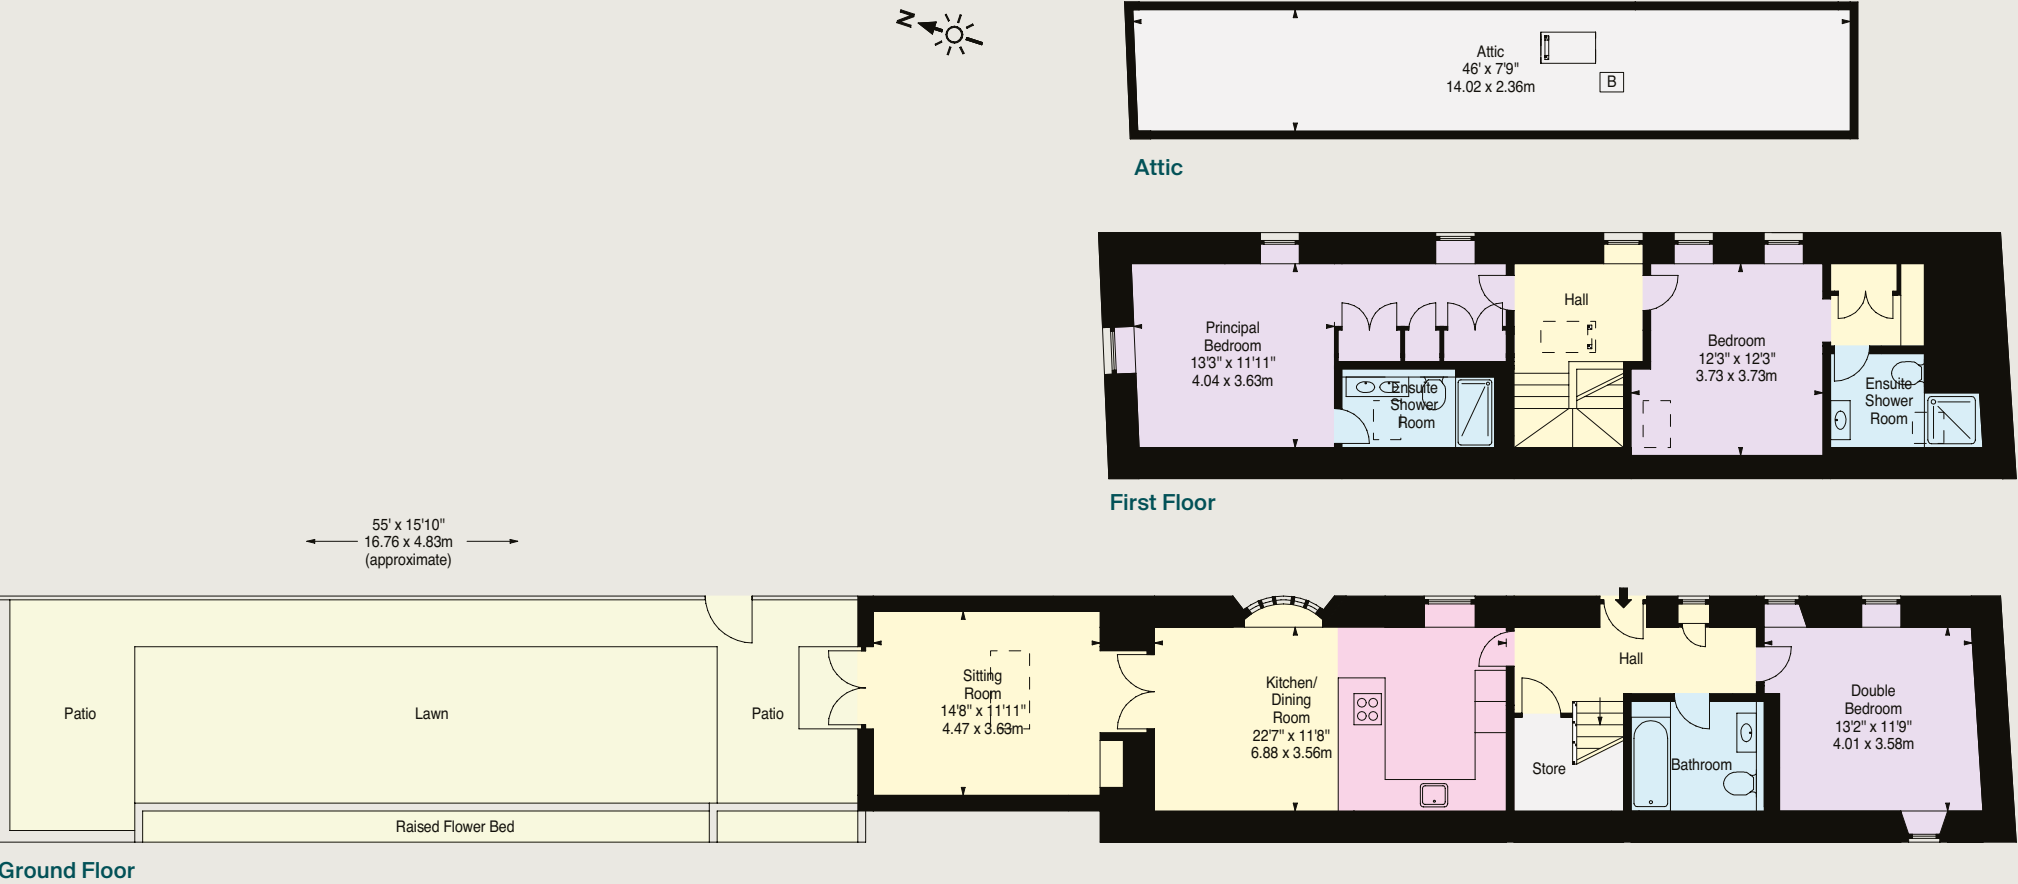 N
Attic
46' x 7'9"
14.02 x 2.36m
B
Attic
Hall
Principal
Bedroom
13'3" x 11'11"
4.04 x 3.63m
Bedroom
12'3" x 12'3"
3.73 x 3.73m
Ensuite
Shower
Room
Ensuite
Shower
Room
First Floor
55' x 15'10"
16.76 x 4.83m
(approximate)
Patio
Lawn
Patio
Sitting
Room
14'8" x 11'11"
4.47 x 3.63m
Kitchen/
Dining
Room
22'7" x 11'8"
6.88 x 3.56m
Hall
Store
Bathroom
Double
Bedroom
13'2" x 11'9"
4.01 x 3.58m
Raised Flower Bed
Ground Floor